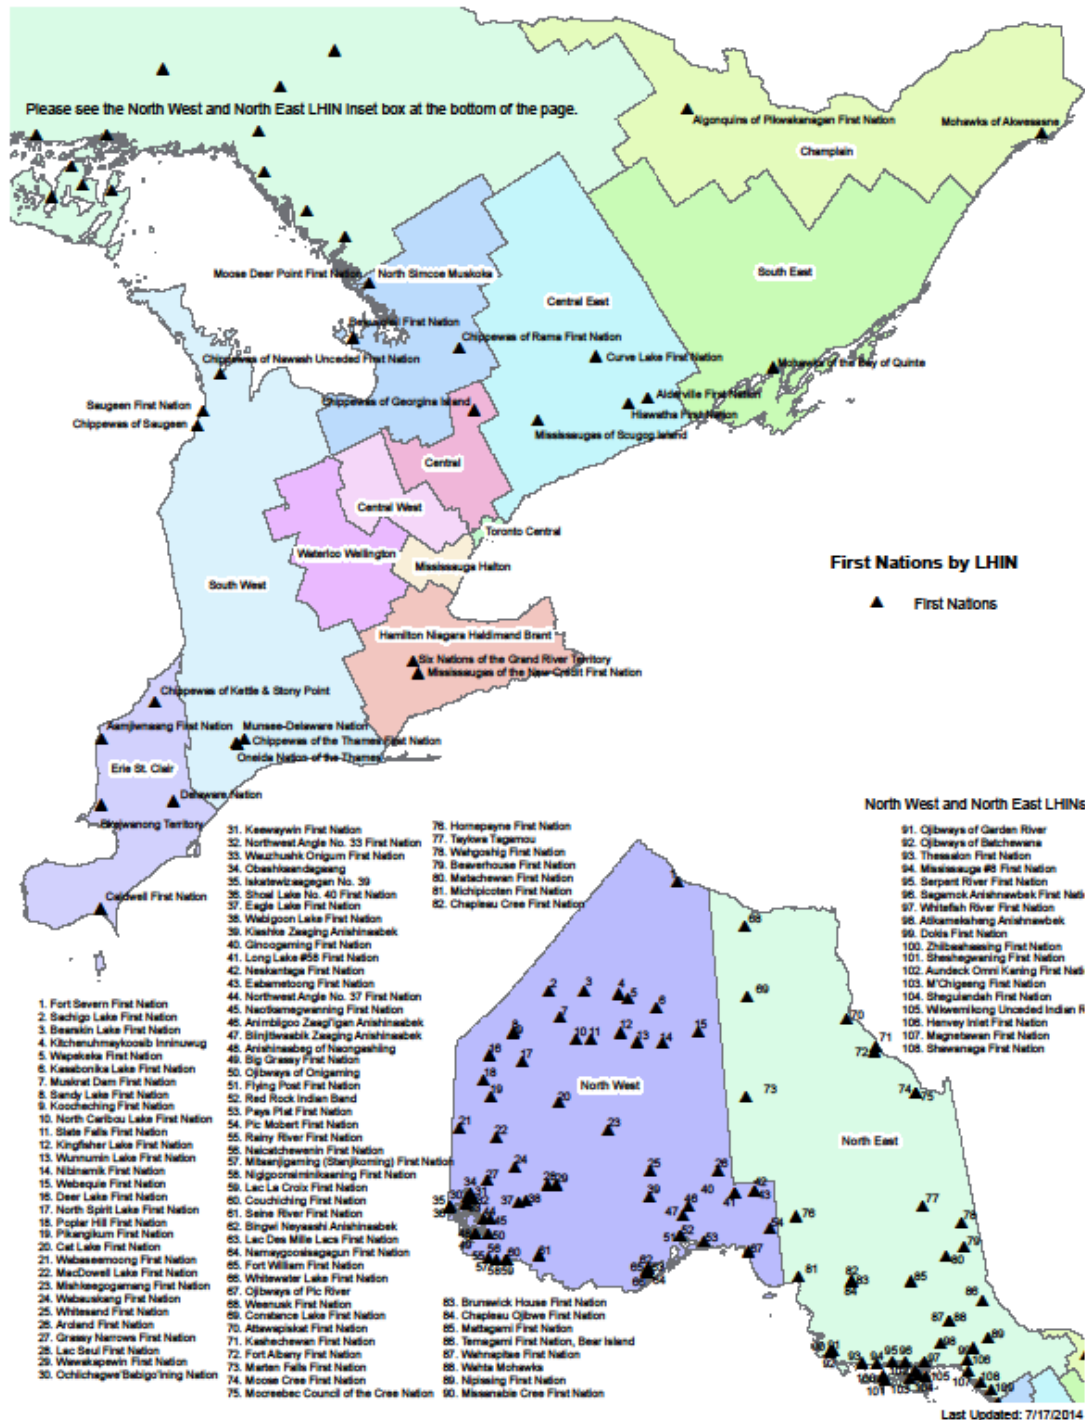 Please see the North West and North East LHIN Inset box at the bottom of the page.
Algonquins of Pikwakanagan First Nation
Mohawks of Akwesasne
Champlain
South East
Moose Deer Point First Nation
North Simcoe Muskoka
Central East
Beausoleil First Nation
Chippewas of Rama First Nation
Chippewas of Nawash Unceded First Nation
Curve Lake First Nation
Mohawks of the Bay of Quinte
Saugeen First Nation
Chippewas of Georgina Island
Alderville First Nation
Hiawatha First Nation
Chippewas of Saugeen
Mississaugas of Scugog Island
Central
Central West
Toronto Central
Waterloo Wellington
Mississauga Halton
South West
First Nations by LHIN
First Nations
Hamilton Niagara Haldimand Brant
Six Nations of the Grand River Territory
Mississaugas of the New Credit First Nation
Chippewas of Kettle & Stony Point
Aamjiwnaang First Nation
Munsee-Delaware Nation
Chippewas of the Thames First Nation
Oneida Nation of the Thames
Erie St. Clair
Delaware Nation
Territory
Caldwell First Nation
North West and North East LHINs
1. Fort Severn First Nation
2. Sachigo Lake First Nation
3. Bearskin Lake First Nation
4. Kitchenuhmaykoosib Inninuwug
5. Wapekeka First Nation
6. Kasabonika Lake First Nation
7. Muskrat Dam First Nation
8. Sandy Lake First Nation
9. Koocheching First Nation
10. North Caribou Lake First Nation
11. Slate Falls First Nation
12. Kingfisher Lake First Nation
13. Wunnumin Lake First Nation
14. Nibinamik First Nation
15. Webequie First Nation
16. Deer Lake First Nation
17. North Spirit Lake First Nation
18. Poplar Hill First Nation
19. Pikangikum First Nation
20. Cat Lake First Nation
21. Wabaseemoong First Nation
22. MacDowell Lake First Nation
23. Mishkeegogamang First Nation
24. Wabauskang First Nation
25. Whitesand First Nation
26. Aroland First Nation
27. Grassy Narrows First Nation
28. Lac Seul First Nation
29. Wawakapewin First Nation
30. Ochiichagwe'Babigo'ining Nation
31. Keewaywin First Nation
32. Northwest Angle No. 33 First Nation
33. Wauzhushk Onigum First Nation
34. Obashkaandagaang
35. Iskatewizaagegan No. 39
36. Shoal Lake No. 40 First Nation
37. Eagle Lake First Nation
38. Wabigoon Lake First Nation
39. Kiashke Zaaging Anishinaabek
40. Ginoogaming First Nation
41. Long Lake #58 First Nation
42. Neskantaga First Nation
43. Eabametoong First Nation
44. Northwest Angle No. 37 First Nation
45. Naotkamegwanning First Nation
46. Animbiigoo Zaagi'igan Anishinaabek
47. Biinjitiwaabik Zaaging Anishinaabek
48. Anishinaabeg of Naongashiing
49. Big Grassy First Nation
50. Ojibways of Onigaming
51. Flying Post First Nation
52. Red Rock Indian Band
53. Pays Plat First Nation
54. Pic Mobert First Nation
55. Rainy River First Nation
56. Naicatchewenin First Nation
57. Mitaanjigaming (Stanjikoming) First Nation
58. Nigigoonsiminikaaning First Nation
59. Lac La Croix First Nation
60. Couchiching First Nation
61. Seine River First Nation
62. Bingwi Neyaashi Anishinaabek
63. Lac Des Mille Lacs First Nation
64. Namaygoosisagagun First Nation
65. Fort William First Nation
66. Whitewater Lake First Nation
67. Ojibways of Pic River
68. Weenusk First Nation
69. Constance Lake First Nation
70. Attawapiskat First Nation
71. Kashechewan First Nation
72. Fort Albany First Nation
73. Marten Falls First Nation
74. Moose Cree First Nation
75. Mocreebec Council of the Cree Nation
76. Hornepayne First Nation
77. Taykwa Tagamou
78. Wahgoshig First Nation
79. Beaverhouse First Nation
80. Matachewan First Nation
81. Michipicoten First Nation
82. Chapleau Cree First Nation
83. Brunswick House First Nation
84. Chapleau Ojibwe First Nation
85. Mattagami First Nation
86. Temagami First Nation, Bear Island
87. Wahnapitae First Nation
88. Wahta Mohawks
89. Nipissing First Nation
90. Missanabie Cree First Nation
91. Ojibways of Garden River
92. Ojibways of Batchewana
93. Thessalon First Nation
94. Mississauga #8 First Nation
95. Serpent River First Nation
96. Sagamok Anishnawbek First Nati
97. Whitefish River First Nation
98. Atikameksheng Anishnawbek
99. Dokis First Nation
100. Zhiibaahaasing First Nation
101. Sheshegwaning First Nation
102. Aundeck Omni Kaning First Nati
103. M'Chigeeng First Nation
104. Sheguiandah First Nation
105. Wikwemikong Unceded Indian R
106. Henvey Inlet First Nation
107. Magnetawan First Nation
108. Shawanaga First Nation
North West
North East
Last Updated: 7/17/2014